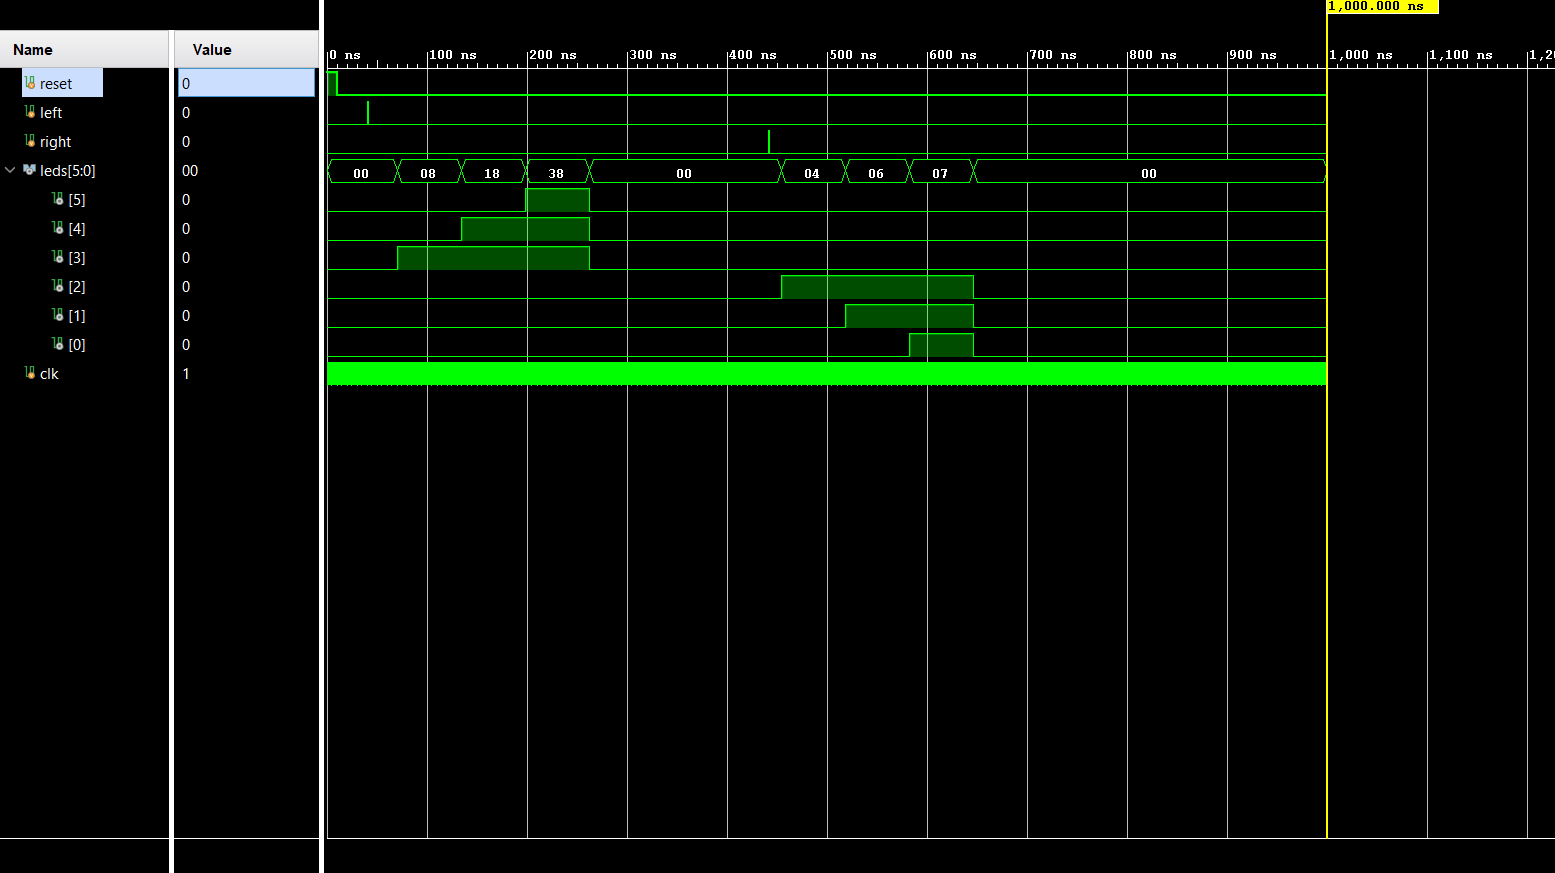 1,000.000 ns
Name Value
0 ns 100 ns 200 ns 300 ns 400 ns 500 ns 600 ns 700 ns 800 ns 900 ns 1,000 ns 1,100 ns 1,2
reset 0
left 0
right 0
leds[5:0] 00 00 08 18 38 00 04 06 07 00
[5] 0
[4] 0
[3] 0
[2] 0
[1] 0
[0] 0
clk 1